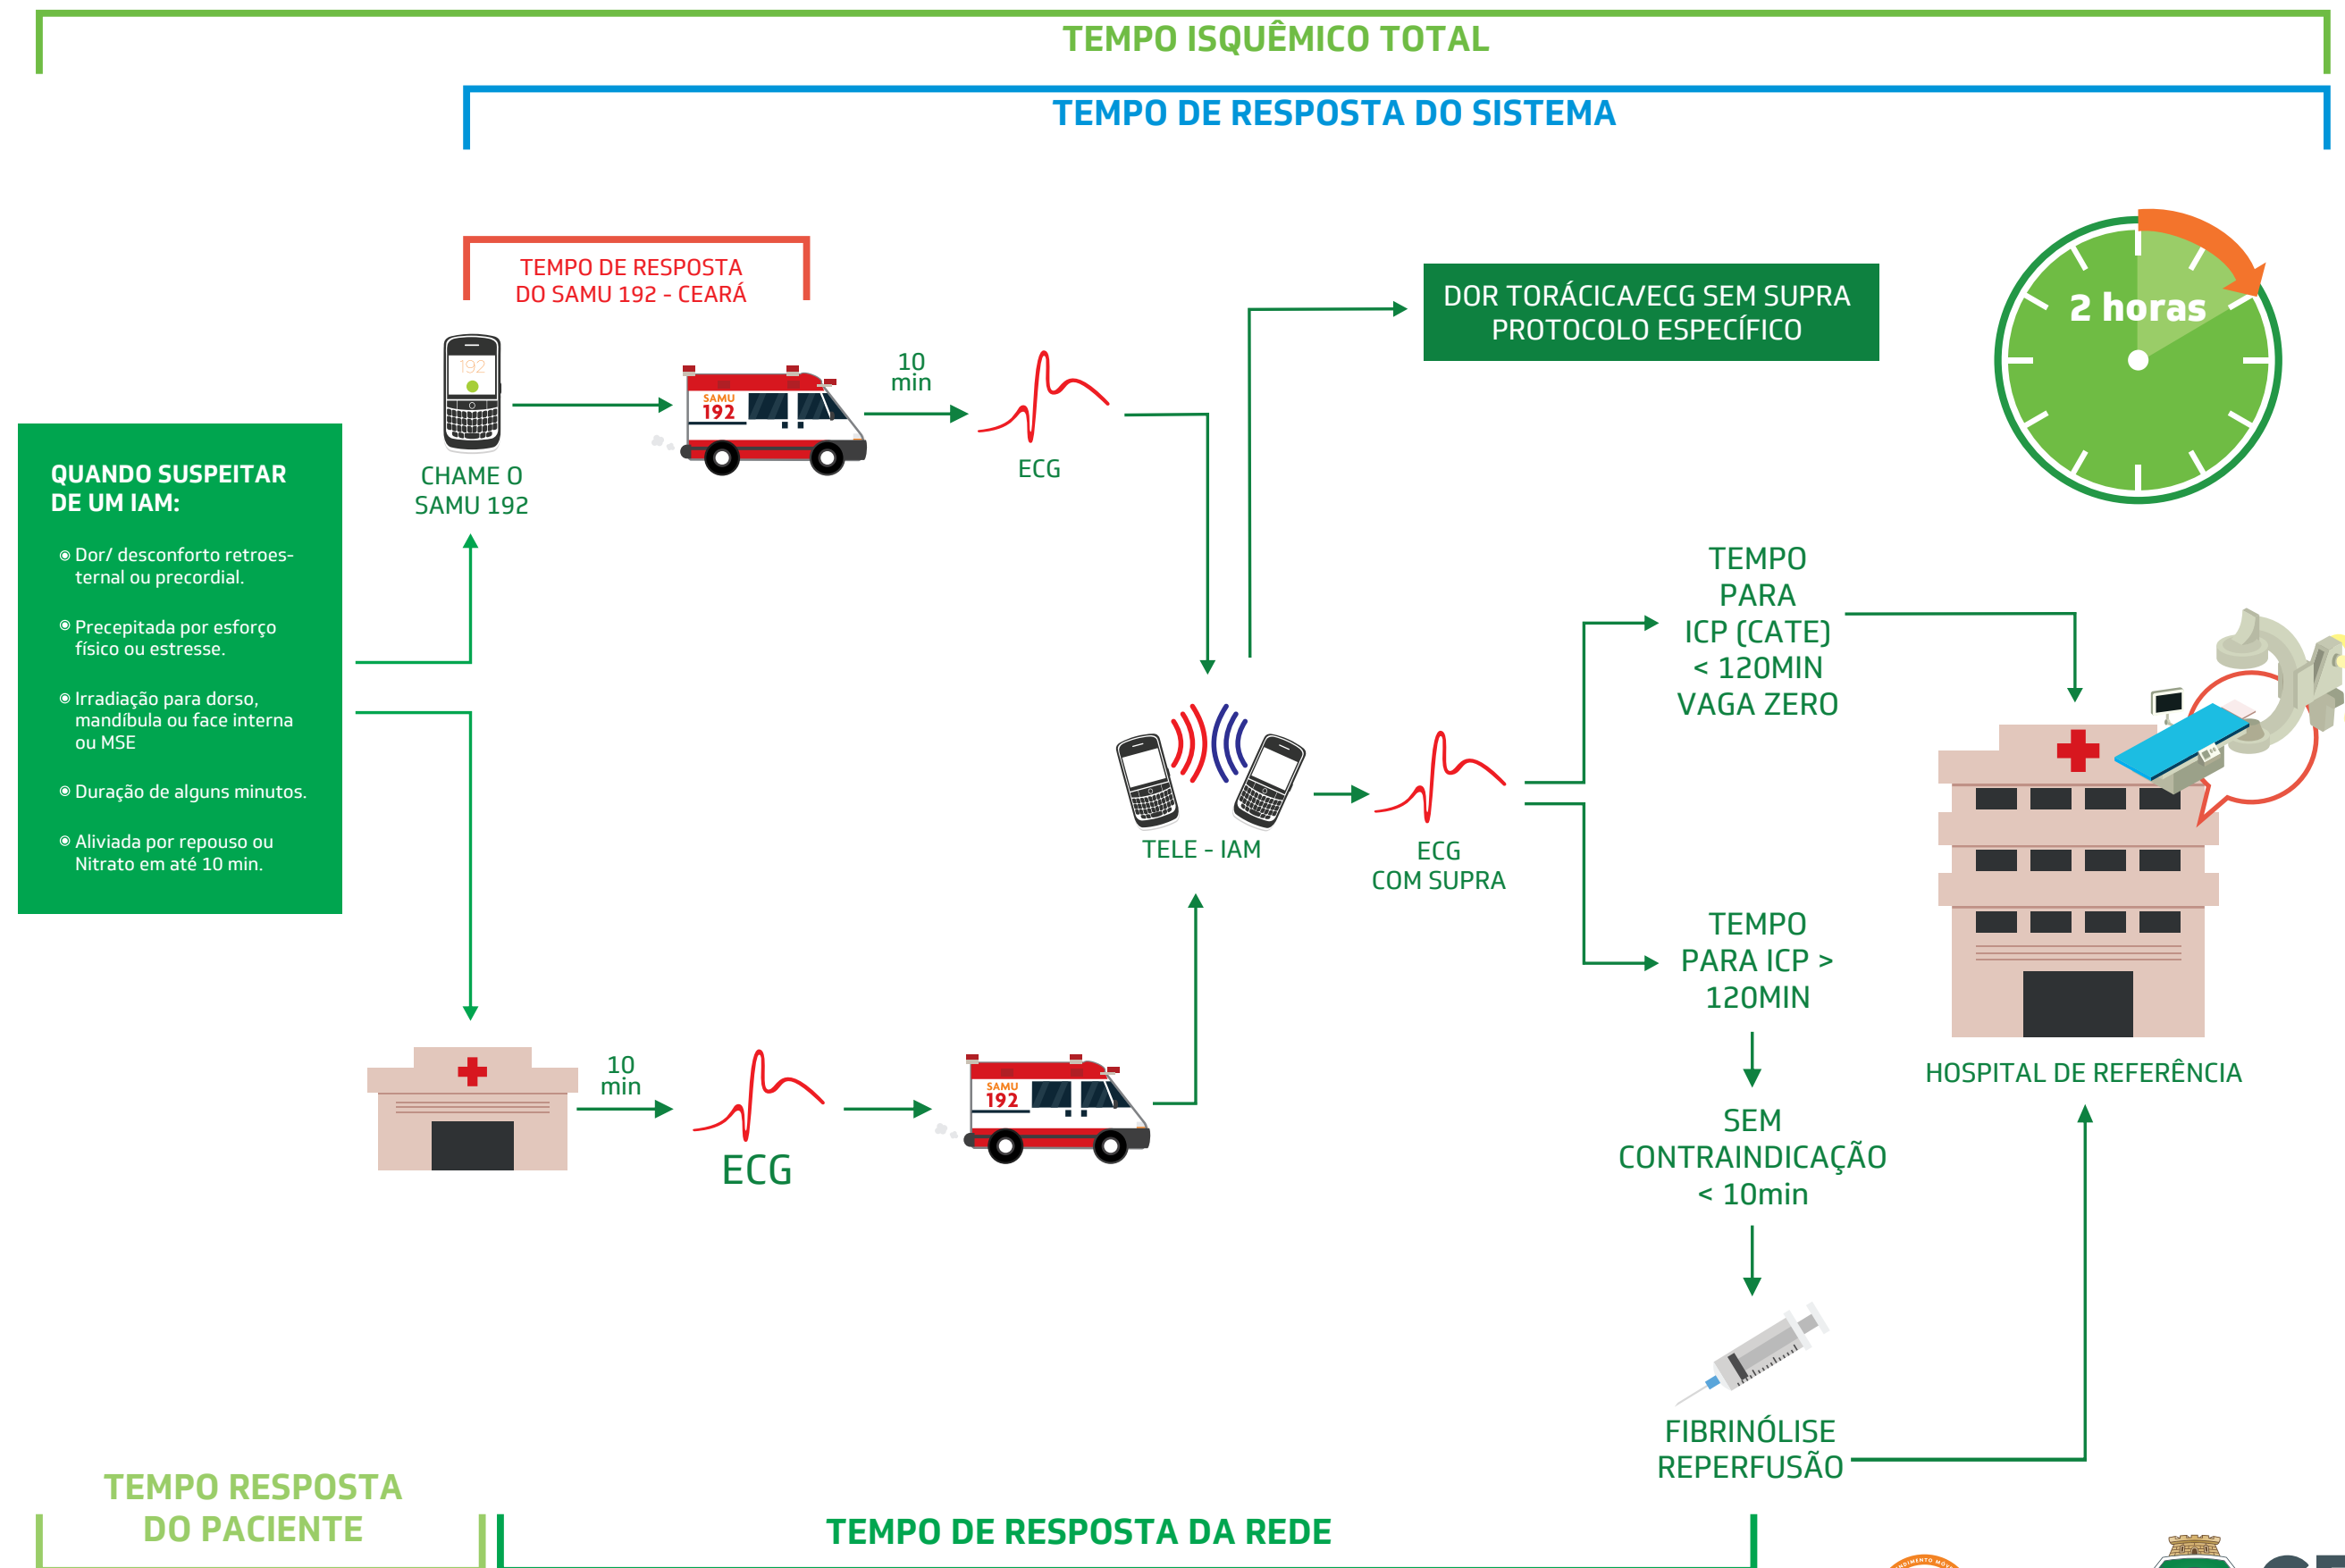 TEMPO ISQUÊMICO TOTAL
TEMPO DE RESPOSTA DO SISTEMA
TEMPO DE RESPOSTA
DO SAMU 192 - CEARÁ
192
CHAME O
SAMU 192
SAMU
192
10
min
ECG
DOR TORÁCICA/ECG SEM SUPRA
PROTOCOLO ESPECÍFICO
2 horas
QUANDO SUSPEITAR
DE UM IAM:
Dor/ desconforto retroes-
ternal ou precordial.
Precepitada por esforço
físico ou estresse.
Irradiação para dorso,
mandíbula ou face interna
ou MSE
Duração de alguns minutos.
Aliviada por repouso ou
Nitrato em até 10 min.
10
min
ECG
SAMU
192
TELE - IAM
ECG
COM SUPRA
TEMPO
PARA
ICP (CATE)
< 120MIN
VAGA ZERO
TEMPO
PARA ICP >
120MIN
SEM
CONTRAINDICAÇÃO
< 10min
FIBRINÓLISE
REPERFUSÃO
HOSPITAL DE REFERÊNCIA
TEMPO RESPOSTA
DO PACIENTE
TEMPO DE RESPOSTA DA REDE